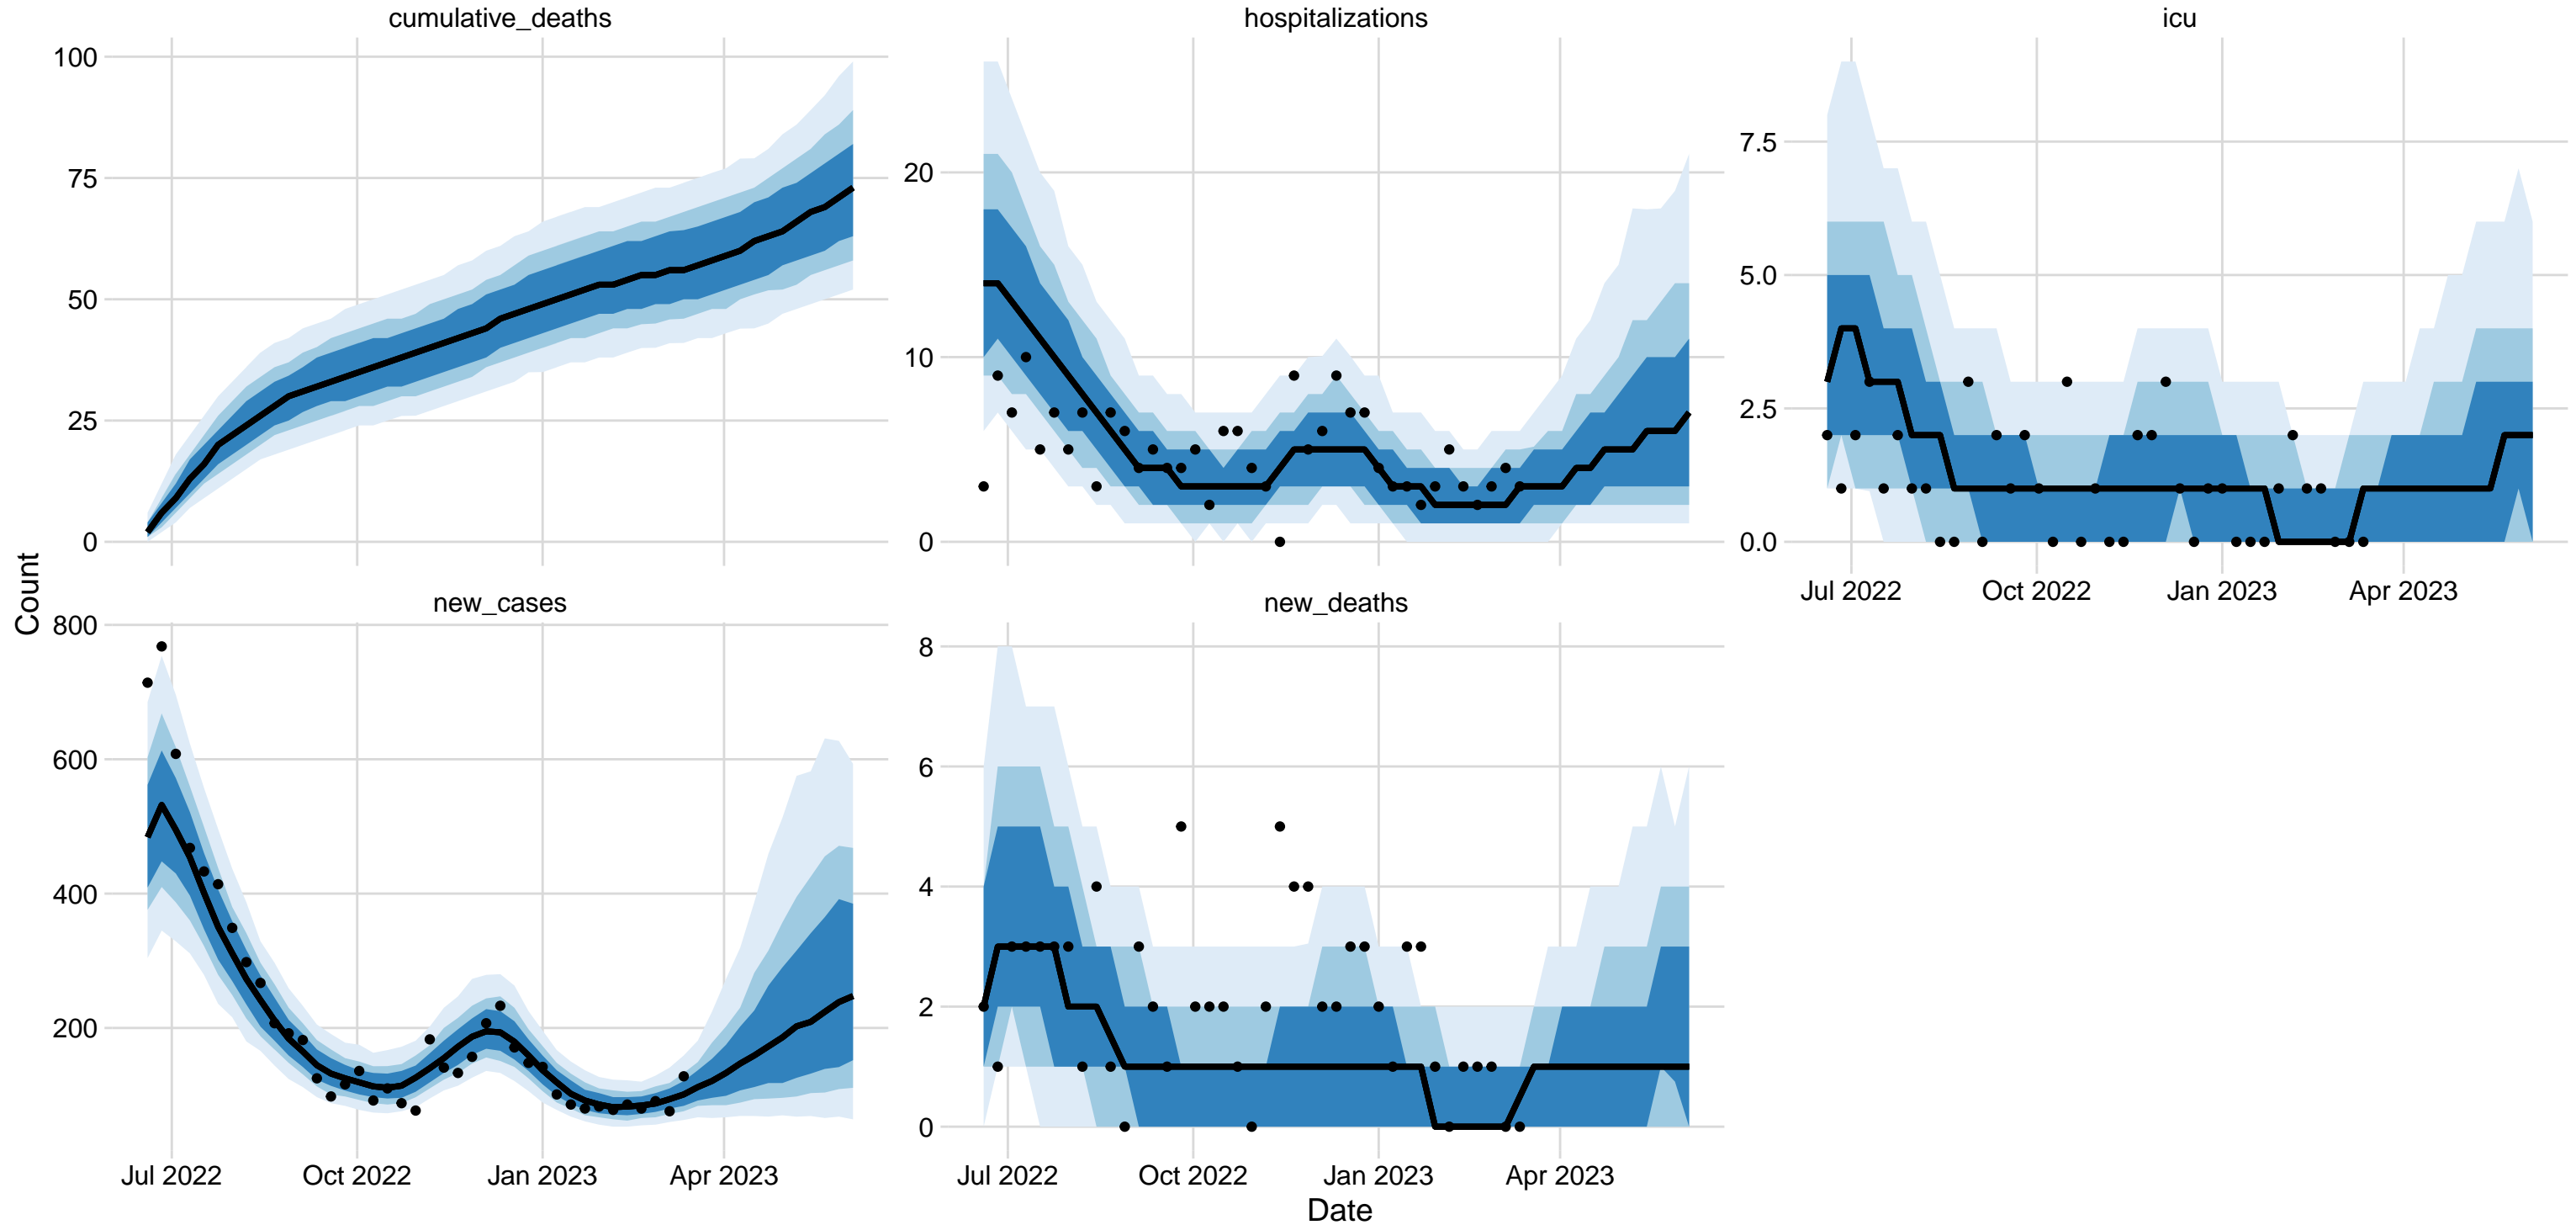 cumulative_deaths
100
75
50
25
0
hospitalizations
20
10
0
icu
7.5
5.0
2.5
0.0
Jul 2022 Oct 2022 Jan 2023 Apr 2023
Count
new_cases
800
600
400
200
Jul 2022 Oct 2022 Jan 2023 Apr 2023
new_deaths
8
6
4
2
0
Jul 2022 Oct 2022 Jan 2023 Apr 2023
Date